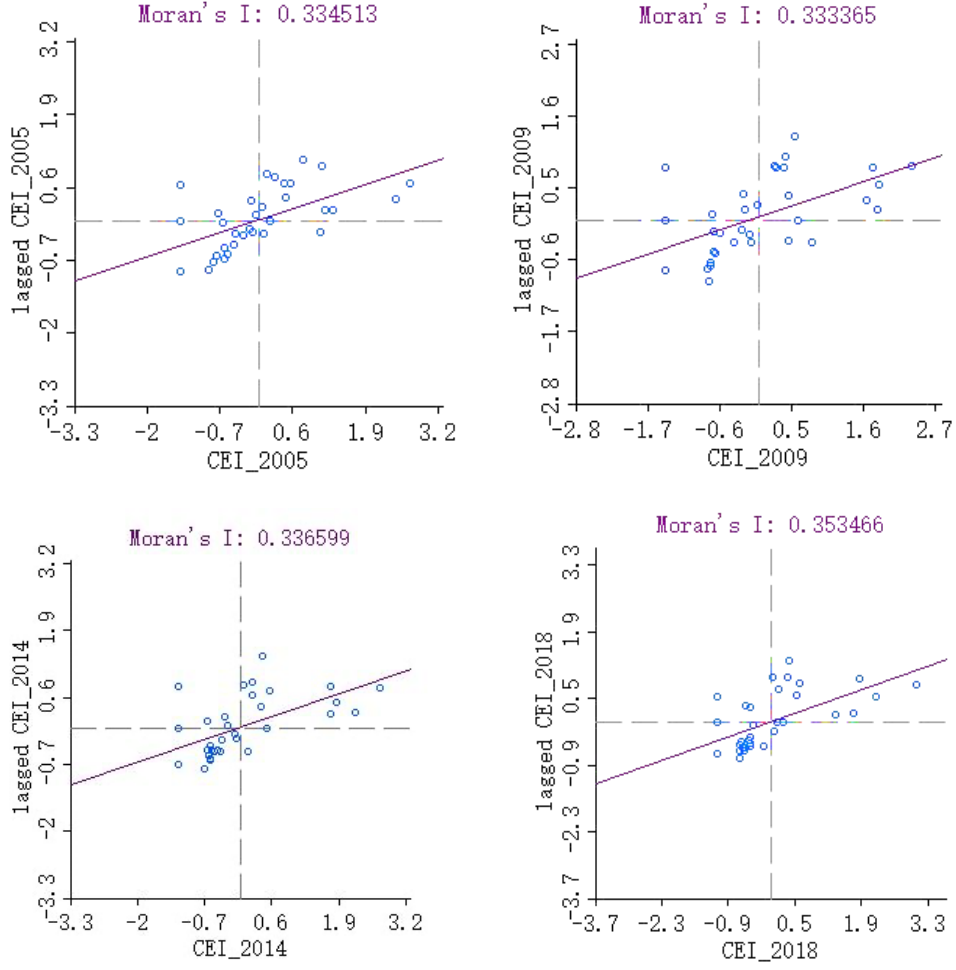 Moran's I: 0.334513
lagged CEI_2005
3.2
1.9
0.6
-0.7
-2
-3.3
-3.3 -2 -0.7 0.6 1.9 3.2
CEI_2005
Moran's I: 0.333365
lagged CEI_2009
2.7
1.6
0.5
-0.6
-1.7
-2.8
-2.8 -1.7 -0.6 0.5 1.6 2.7
CEI_2009
Moran's I: 0.336599
lagged CEI_2014
3.2
1.9
0.6
-0.7
-2
-3.3
-3.3 -2 -0.7 0.6 1.9 3.2
CEI_2014
Moran's I: 0.353466
lagged CEI_2018
3.3
1.9
0.5
-0.9
-2.3
-3.7
-3.7 -2.3 -0.9 0.5 1.9 3.3
CEI_2018